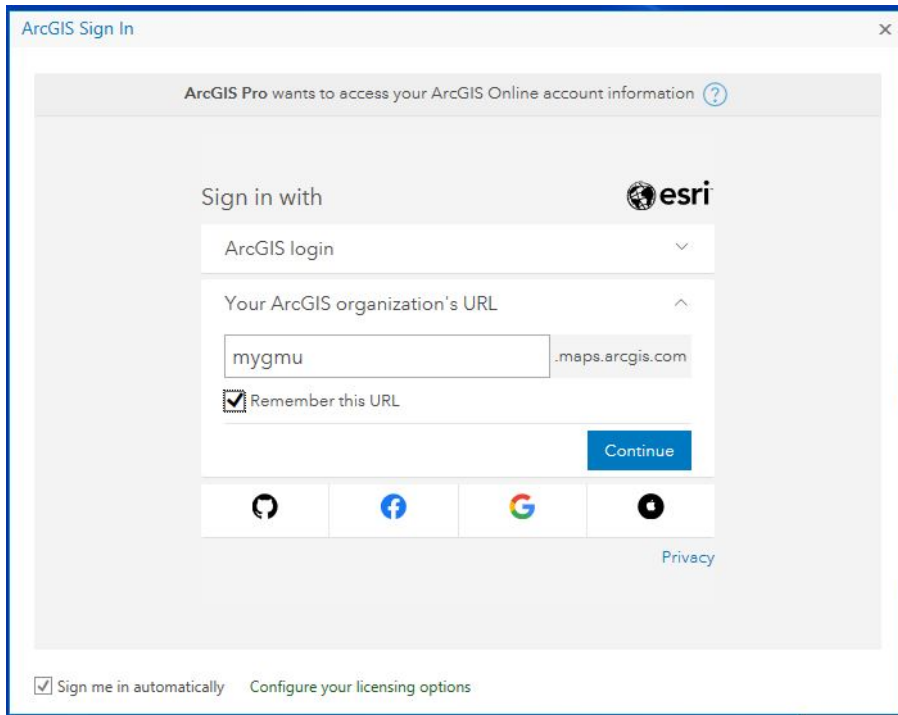 ArcGIS Sign In
ArcGIS Pro wants to access your ArcGIS Online account information ?
Sign in with
esri
ArcGIS login
Your ArcGIS organization's URL
mygmu .maps.arcgis.com
Remember this URL
Continue
Privacy
Sign me in automatically Configure your licensing options